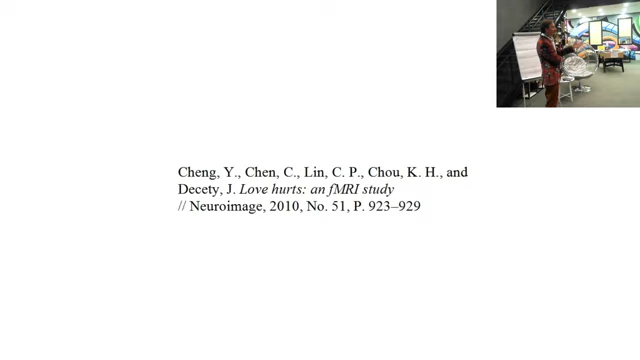 Cheng, Y., Chen, C., Lin, C. P., Chou, K. H., and
Decety, J. Love hurts: an fMRI study
// Neuroimage, 2010, No. 51, P. 923–929